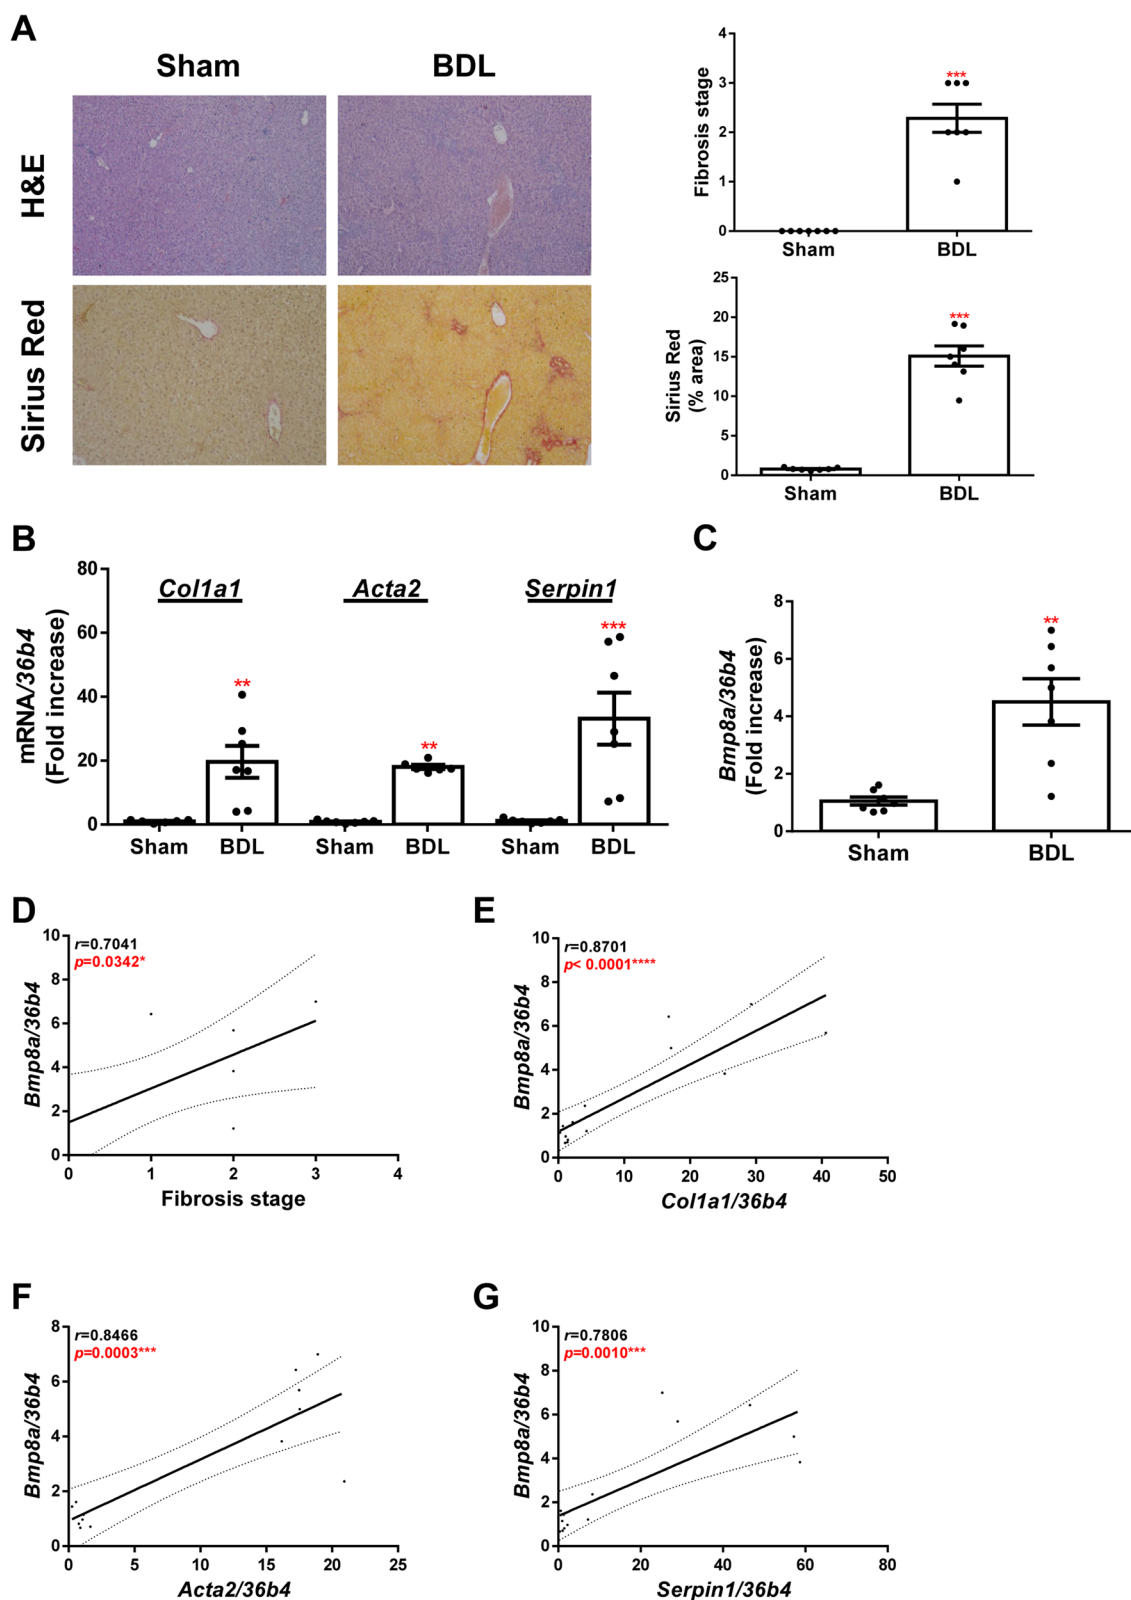 A
Sham
BDL
H&E
Sirius Red
4
3
2
1
0
Fibrosis stage
***
Sham
BDL
25
20
15
10
5
0
Sirius Red
(% area)
***
Sham
BDL
B
80
60
40
20
0
mRNA/36b4
(Fold increase)
Col1a1
Acta2
Serpin1
**
**
***
Sham
BDL
Sham
BDL
Sham
BDL
C
8
6
4
2
0
Bmp8a/36b4
(Fold increase)
**
Sham
BDL
D
10
8
6
4
2
0
Bmp8a/36b4
r=0.7041
p=0.0342*
0
1
2
3
4
Fibrosis stage
E
10
8
6
4
2
0
Bmp8a/36b4
r=0.8701
p< 0.0001****
0
10
20
30
40
50
Col1a1/36b4
F
8
6
4
2
0
Bmp8a/36b4
r=0.8466
p=0.0003***
0
5
10
15
20
25
Acta2/36b4
G
10
8
6
4
2
0
Bmp8a/36b4
r=0.7806
p=0.0010***
0
20
40
60
80
Serpin1/36b4